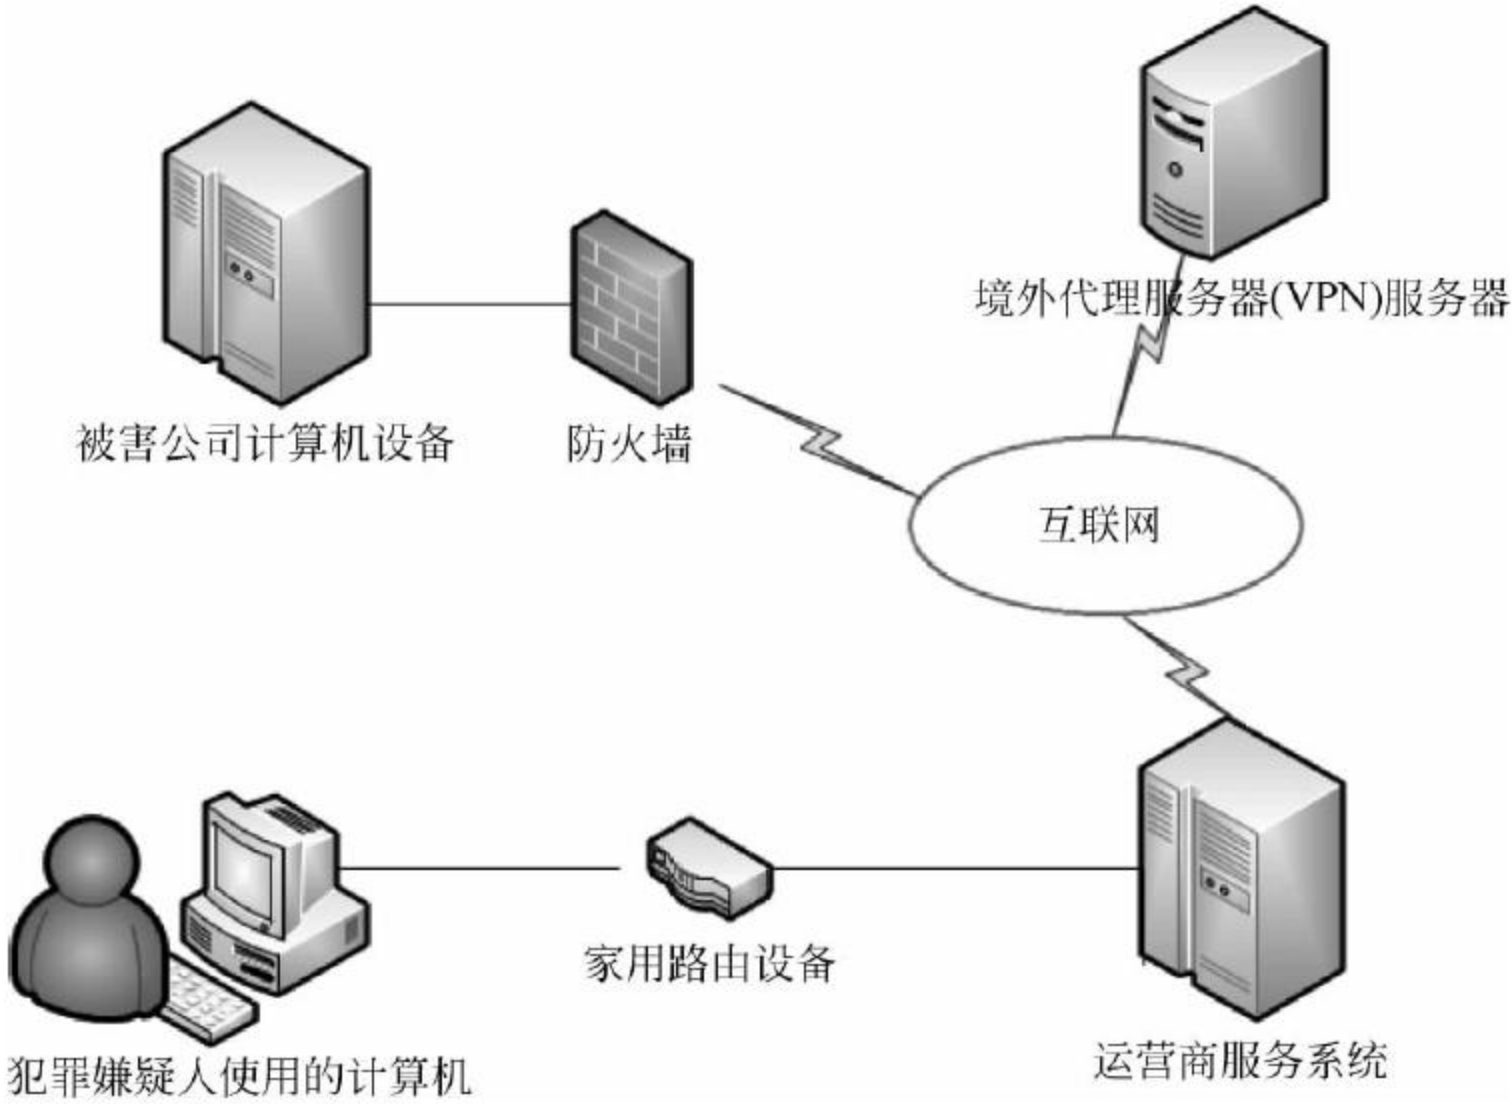 境外代理服务器(VPN)服务器
被害公司计算机设备
防火墙
互联网
家用路由设备
犯罪嫌疑人使用的计算机
运营商服务系统